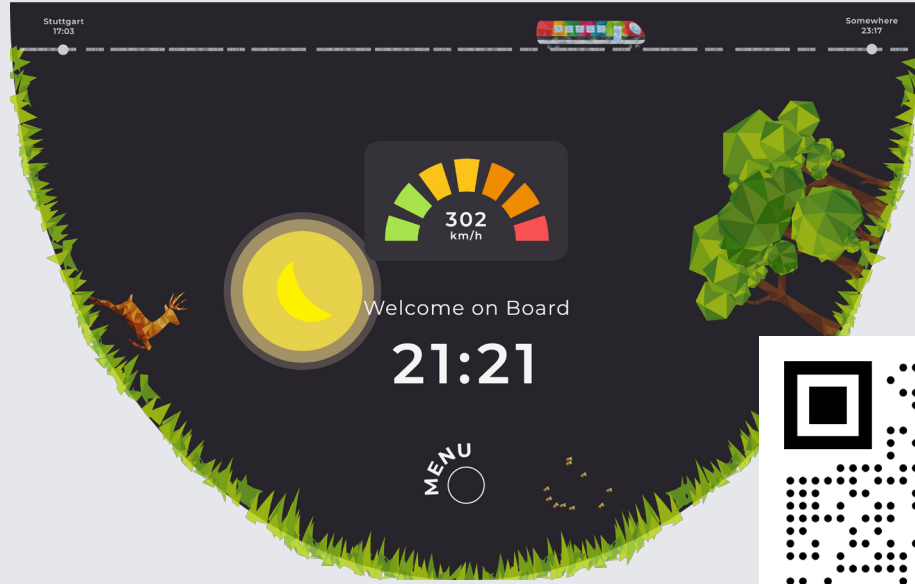 Stuttgart
17:03
Somewhere
23:17
302
km/h
Welcome on Board
21:21
MENU